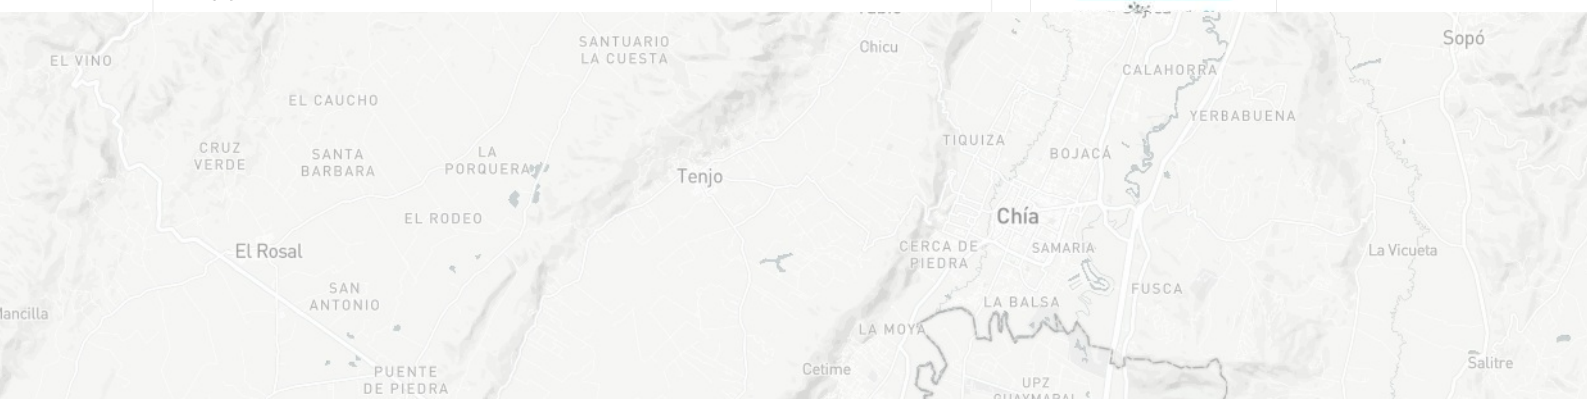 Sopó
Ohicu
SANTUARIO
LA CUESTA
EL VINO
CALAHORRA
EL CAUCHO
YERBABUENA
TIQUIZA
BOJACÁ
CRUZ
VERDE
SANTA
BARBARA
LA
PORQUERA
Tenjo
EL RODEO
Chía
El Rosal
CERCA DE
PIEDRA
SAMARIA
La Vicueta
SAN
ANTONIO
FUSCA
LA BALSA
LA MOYA
Cetime
Salitre
PUENTE
DE PIEDRA
UPZ